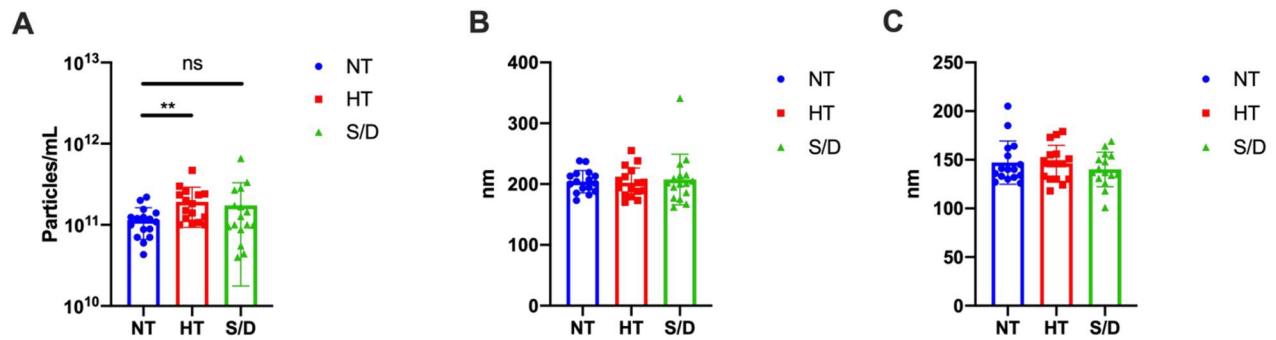 A
Particles/mL
10^13
10^12
10^11
10^10
ns
**
NT
HT
S/D
NT
HT
S/D
B
nm
400
300
200
100
0
NT
HT
S/D
NT
HT
S/D
C
nm
250
200
150
100
50
0
NT
HT
S/D
NT
HT
S/D